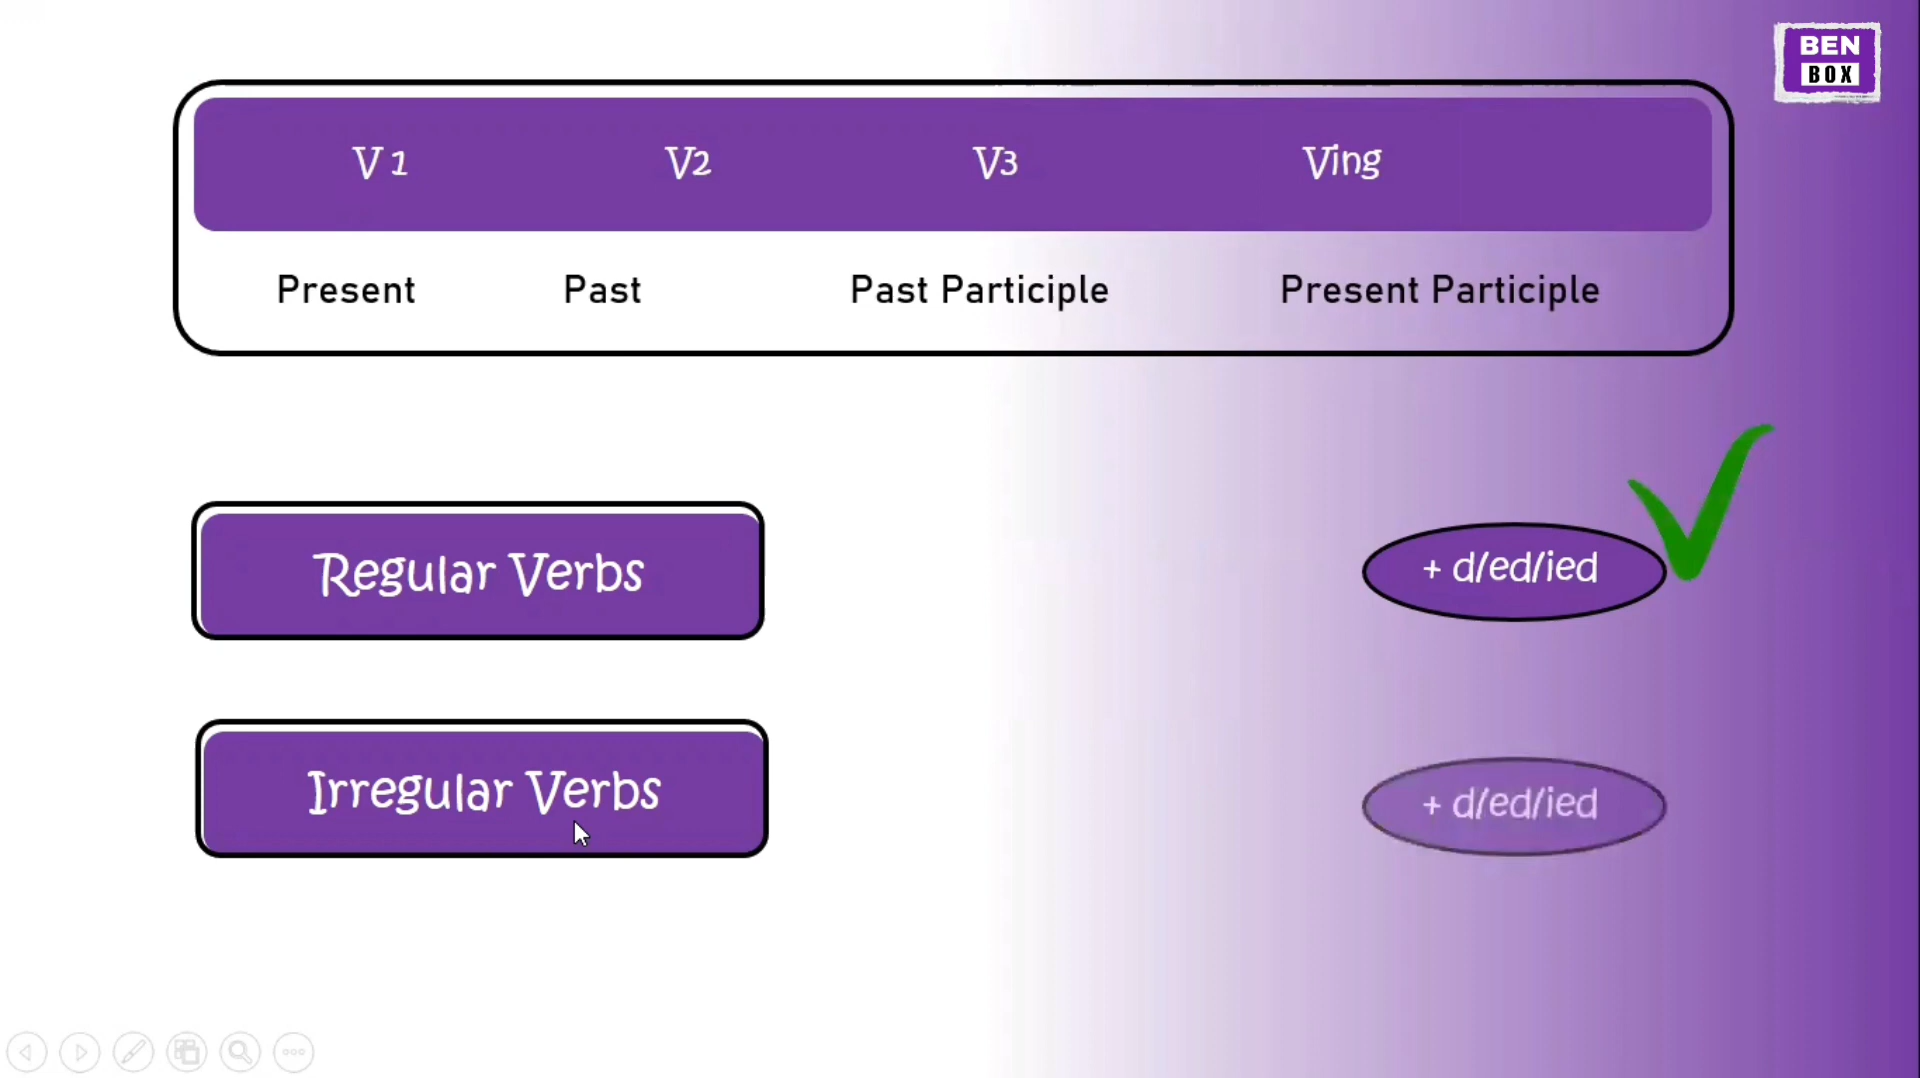 BEN
BOX
V 1 V2 V3 Ving
Present Past Past Participle Present Participle
Regular Verbs + d/ed/ied
Irregular Verbs + d/ed/ied